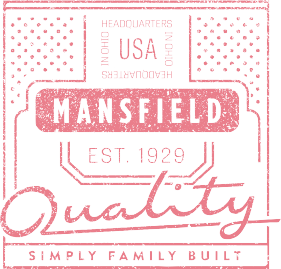 HEADQUARTERS
IN OHIO
USA
IN OHIO
HEADQUARTERS
MANSFIELD
EST. 1929
Quality
SIMPLY FAMILY BUILT